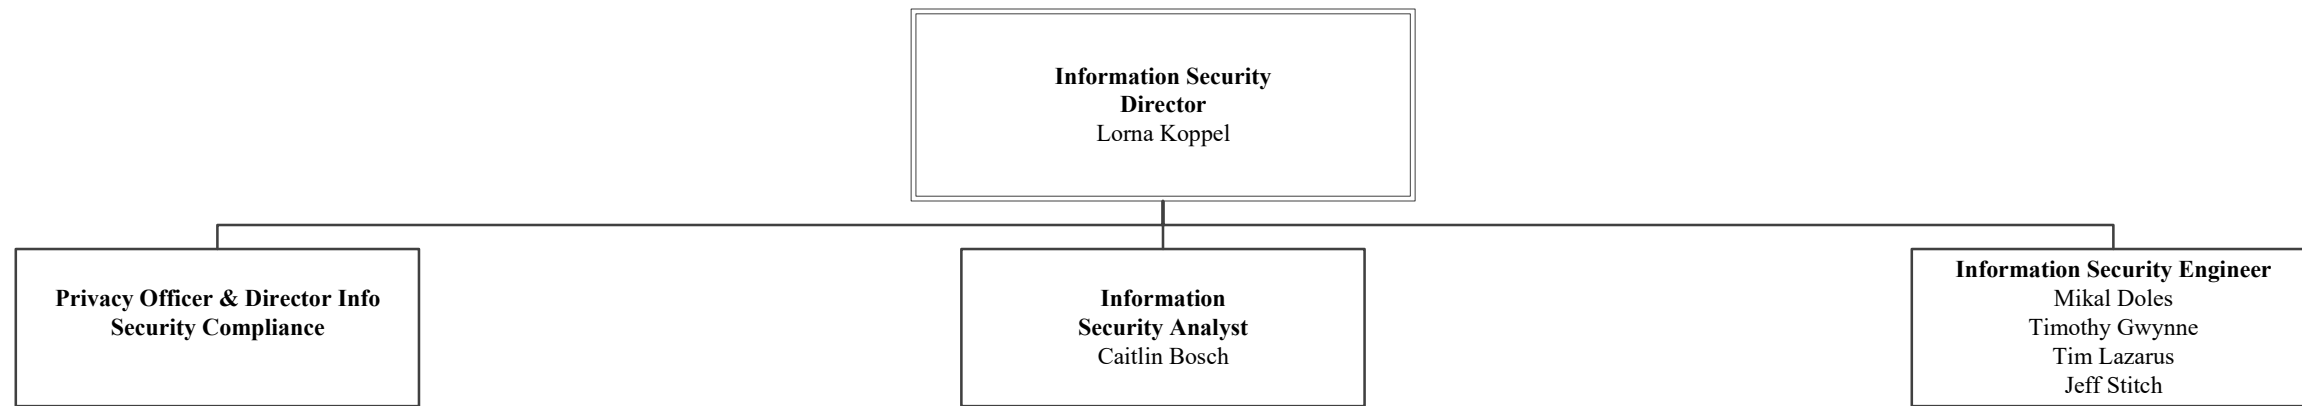 Information Security
Director
Lorna Koppel
Privacy Officer & Director Info
Security Compliance
Information
Security Analyst
Caitlin Bosch
Information Security Engineer
Mikal Doles
Timothy Gwynne
Tim Lazarus
Jeff Stitch